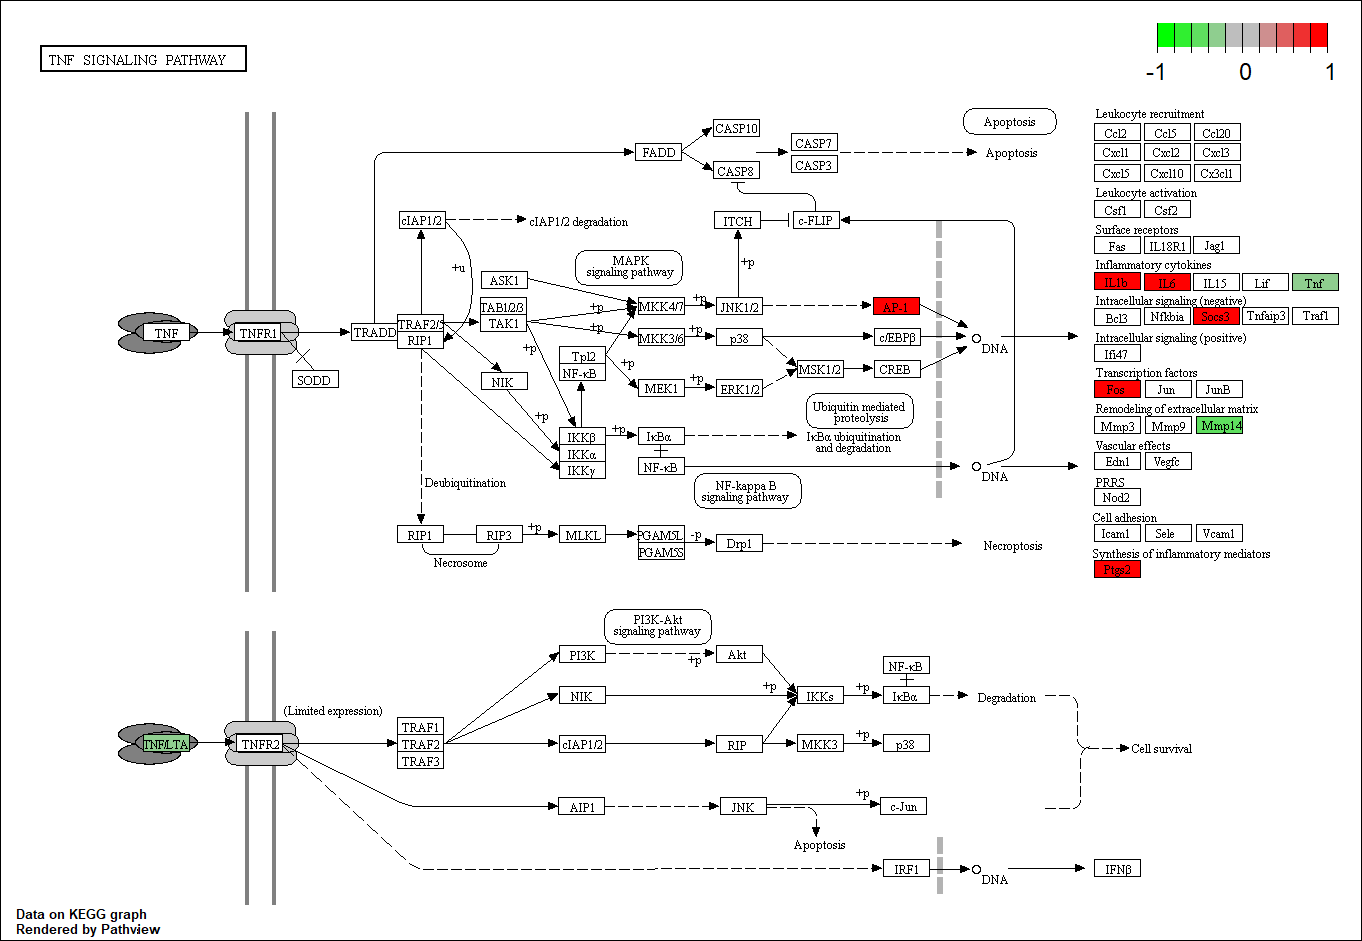 TNF SIGNALING PATHWAY
-1 0 1
Leukocyte recruitment
Ccl2 Ccl5 Ccl20
Cxcl1 Cxcl2 Cxcl3
Cxcl5 Cxcl10 Cx3cl1
Leukocyte activation
Csf1 Csf2
Surface receptors
Fas IL18R1 Jag1
Inflammatory cytokines
IL1b IL6 IL15 Lif Tnf
Intracellular signaling (negative)
Bcl3 Nfkbia Socs3 Tnfaip3 Traf1
Intracellular signaling (positive)
Ifi47
Transcription factors
Fos Jun JunB
Remodeling of extracellular matrix
Mmp3 Mmp9 Mmp14
Vascular effects
Edn1 Vegfc
PRRS
Nod2
Cell adhesion
Icam1 Sele Vcam1
Synthesis of inflammatory mediators
Ptgs2
CASP10
FADD
CASP8
CASP7
CASP3
Apoptosis
Apoptosis
cIAP1/2
cIAP1/2 degradation
ITCH
c-FLIP
+u
+p
MAPK
signaling pathway
ASK1
TAB1/2/3
TAK1
+p
+p
+p
MKK4/7
+p
JNK1/2
AP-1
TNF
TNFR1
SODD
TRADD
TRAF2/5
RIP1
MKK3/6
+p
p38
c/EBPβ
DNA
Tpl2
NF-κB
+p
MSK1/2
CREB
NIK
MEK1
+p
ERK1/2
+p
Ubiquitin mediated
proteolysis
IKKβ
IKKα
IKKγ
+p
IκBα
NF-κB
IκBα ubiquitination
and degradation
DNA
NF-kappa B
signaling pathway
Deubiquitination
RIP1
RIP3
+p
MLKL
PGAM5L
PGAM5S
-p
Drp1
Necroptosis
Necrosome
PI3K-Akt
signaling pathway
PI3K
+p
Akt
NF-κB
NIK
+p
IKKs
+p
IκBα
Degradation
(Limited expression)
TNF/LTA
TNFR2
TRAF1
TRAF2
TRAF3
cIAP1/2
RIP
MKK3
+p
p38
Cell survival
AIP1
JNK
+p
c-Jun
Apoptosis
IRF1
DNA
IFNβ
Data on KEGG graph
Rendered by Pathview